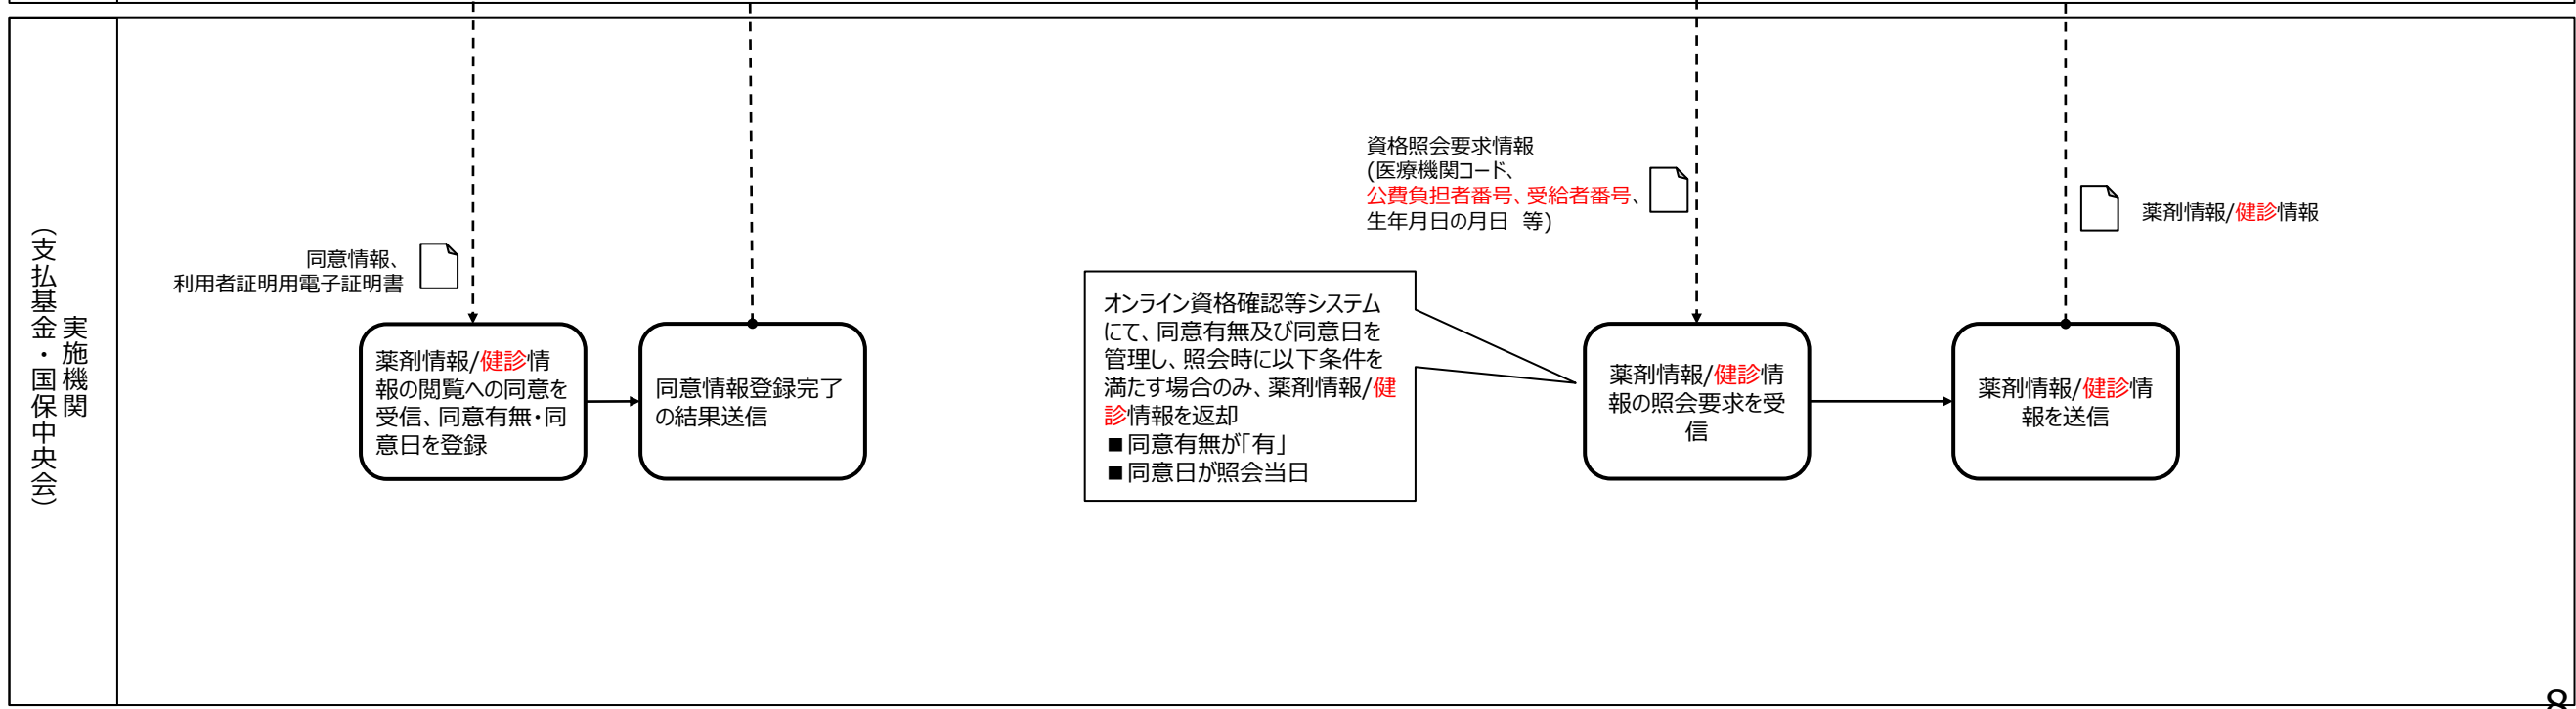 実施機関
（支払基金・国保中央会）
同意情報、
利用者証明用電子証明書
薬剤情報/健診情
報の閲覧への同意を
受信、同意有無・同
意日を登録
同意情報登録完了
の結果送信
オンライン資格確認等システム
にて、同意有無及び同意日を
管理し、照会時に以下条件を
満たす場合のみ、薬剤情報/健
診情報を返却
■同意有無が「有」
■同意日が照会当日
資格照会要求情報
(医療機関コード、
公費負担者番号、受給者番号、
生年月日の月日　等)
薬剤情報/健診情
報の照会要求を受
信
薬剤情報/健診情報
薬剤情報/健診情
報を送信
8